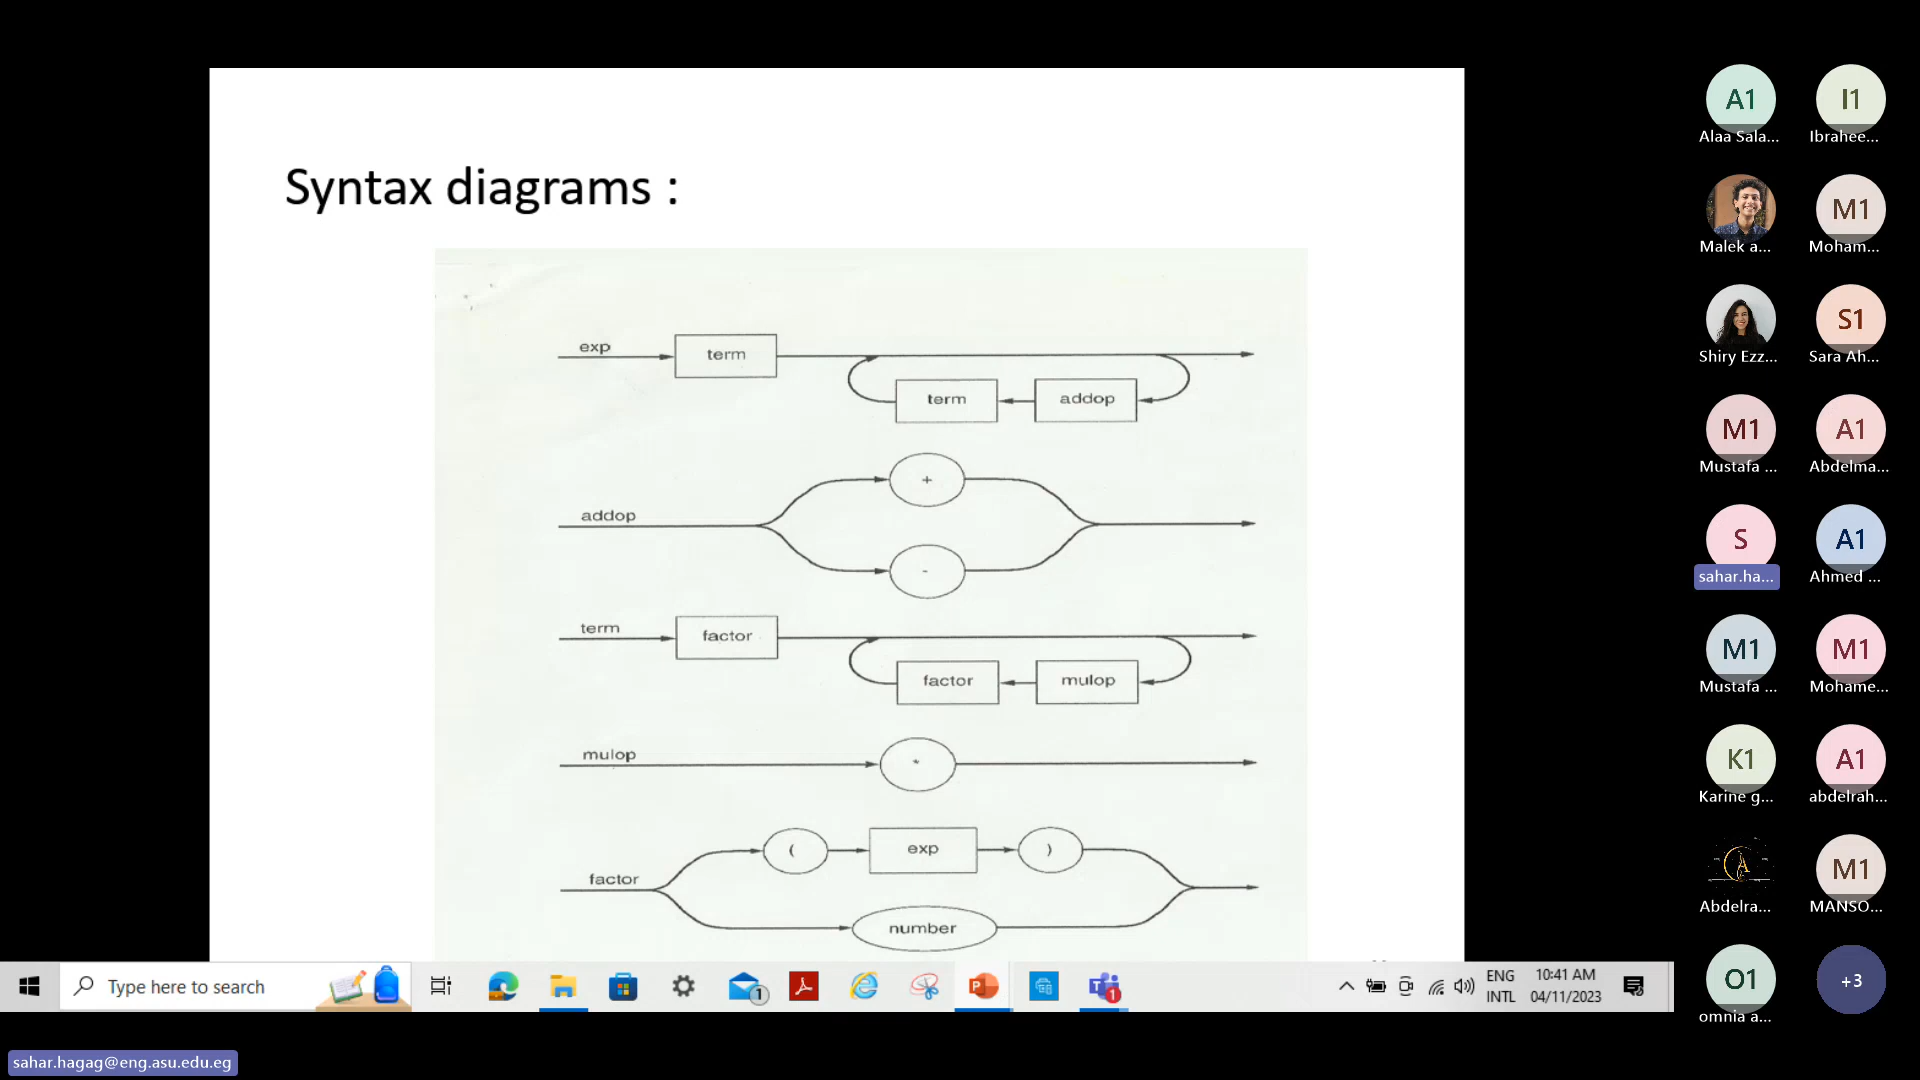 Syntax diagrams :
exp
term
term
addop
addop
+
-
term
factor
factor
mulop
mulop
*
factor
(
exp
)
number
A1
Alaa Sala...
I1
Ibrahee...
Malek a...
M1
Moham...
Shiry Ezz...
S1
Sara Ah...
M1
Mustafa ...
A1
Abdelma...
S
sahar.ha...
A1
Ahmed ...
M1
Mustafa ...
M1
Mohame...
K1
Karine g...
A1
abdelrah...
Abdelra...
M1
MANSO...
O1
omnia a...
+3
Type here to search
1
1
ENG
INTL
10:41 AM
04/11/2023
sahar.hagag@eng.asu.edu.eg